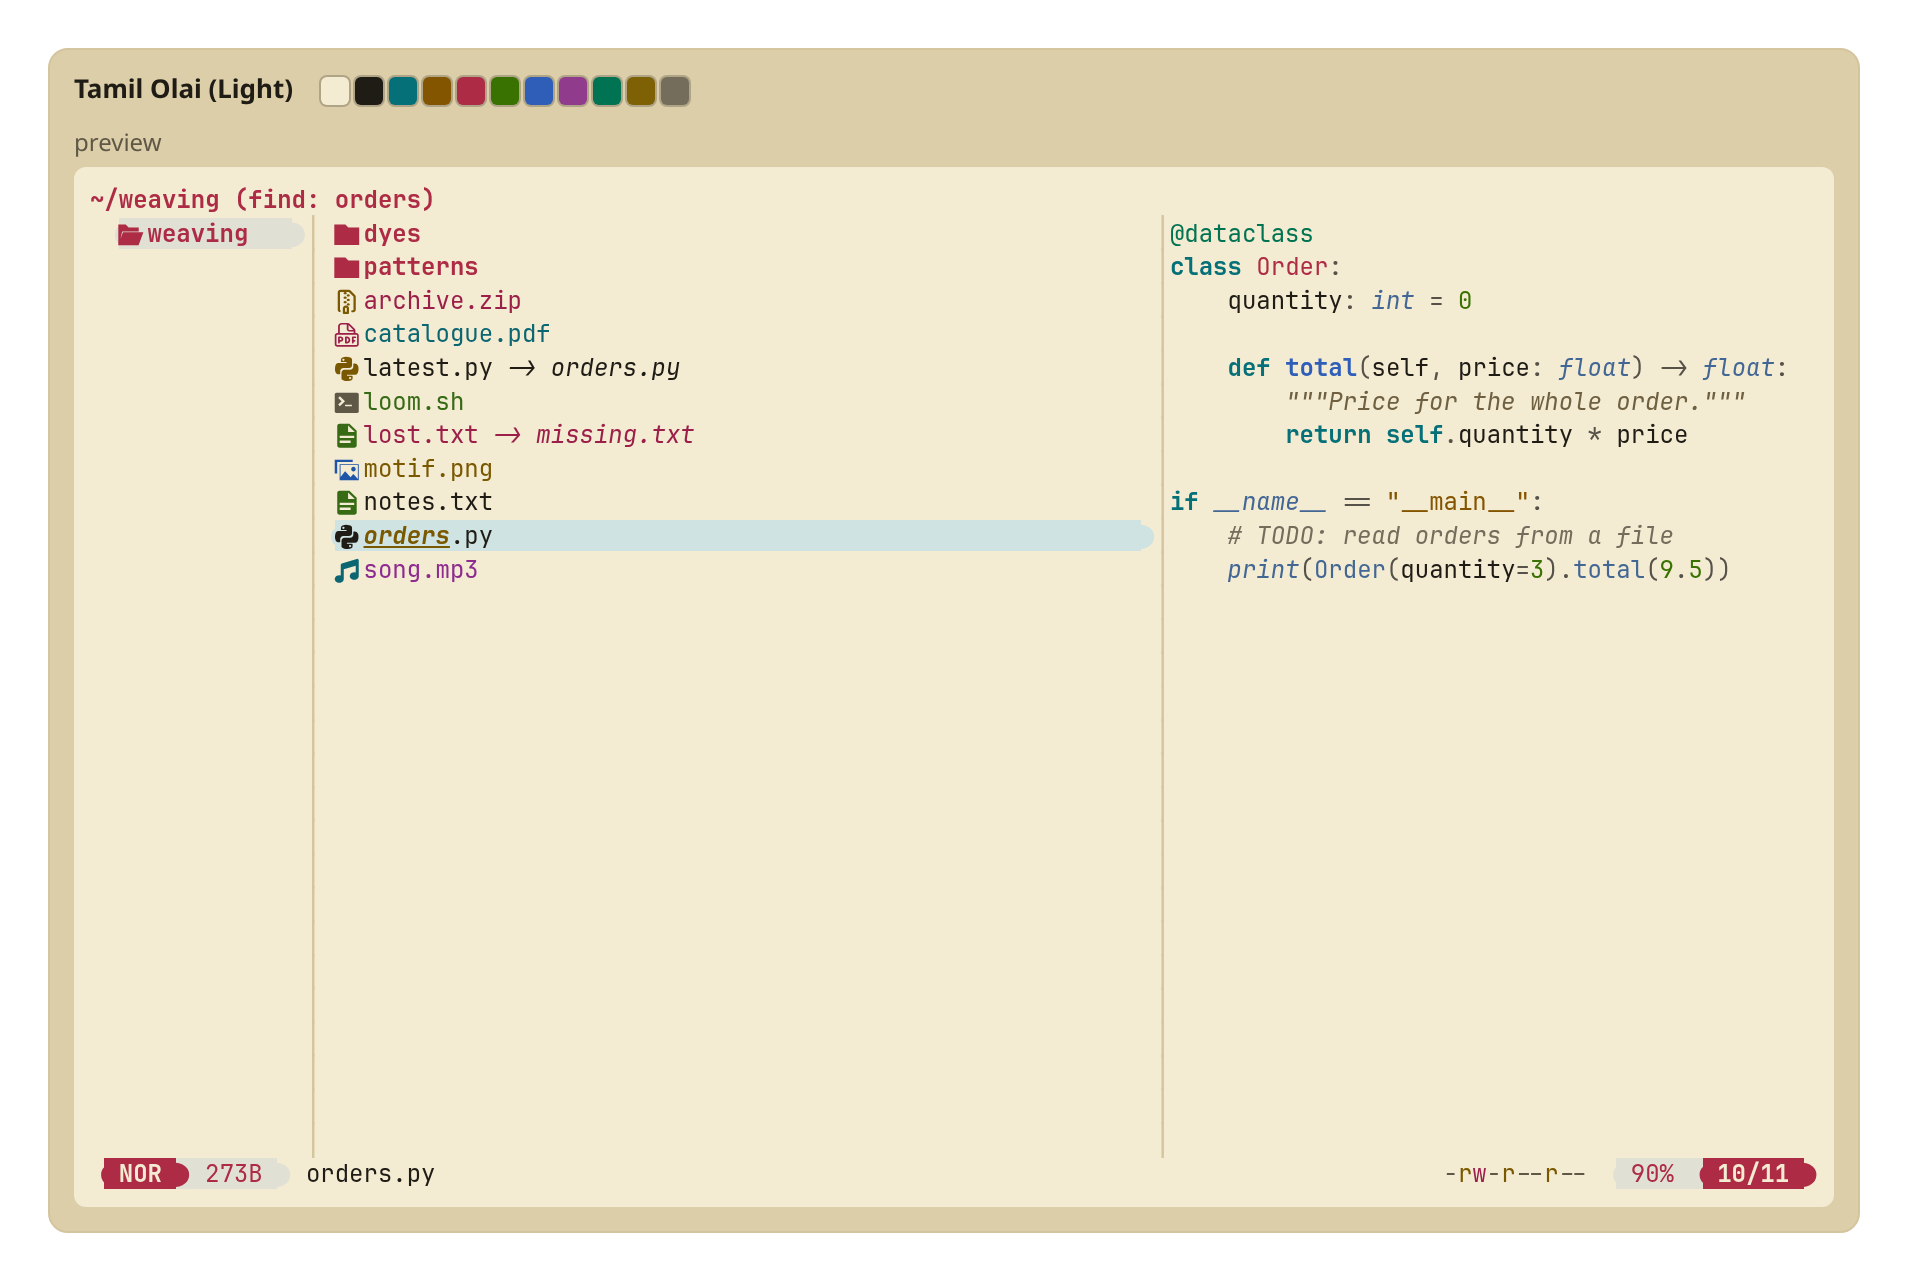 Tamil Olai (Light)
preview
~/weaving (find: orders)
weaving
dyes
patterns
archive.zip
catalogue.pdf
latest.py -> orders.py
loom.sh
lost.txt -> missing.txt
motif.png
notes.txt
orders.py
song.mp3
@dataclass
class Order:
    quantity: int = 0
    def total(self, price: float) -> float:
        """Price for the whole order."""
        return self.quantity * price
if __name__ == "__main__":
    # TODO: read orders from a file
    print(Order(quantity=3).total(9.5))
NOR 273B orders.py -rw-r--r-- 90% 10/11